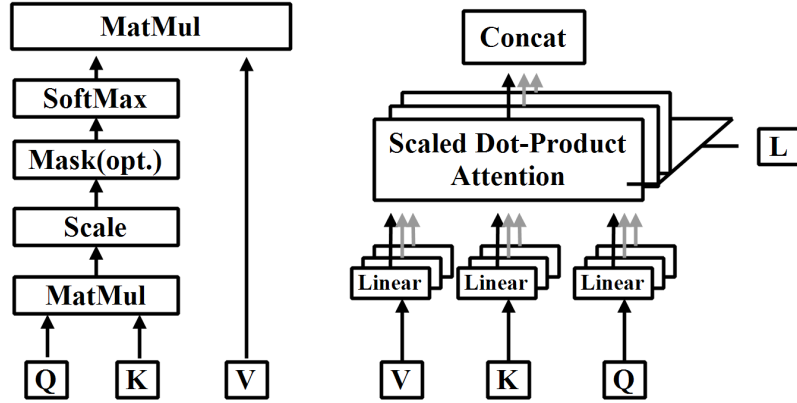 MatMul
SoftMax
Mask(opt.)
Scale
MatMul
Q K V
Concat
Scaled Dot-Product
Attention
L
Linear Linear Linear
V K Q